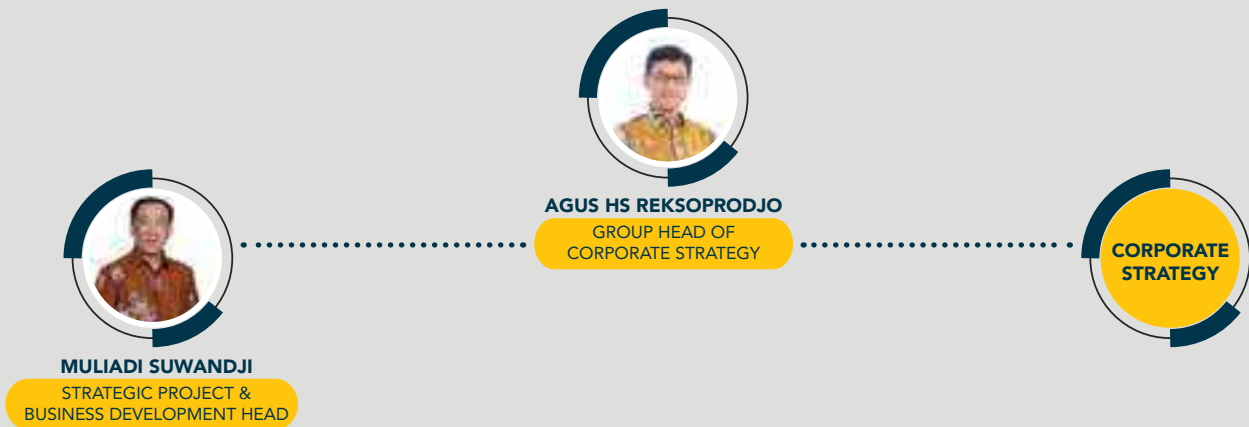 AGUS HS REKSOPRODJO
GROUP HEAD OF
CORPORATE STRATEGY
CORPORATE
STRATEGY
MULIADI SUWANDJI
STRATEGIC PROJECT &
BUSINESS DEVELOPMENT HEAD